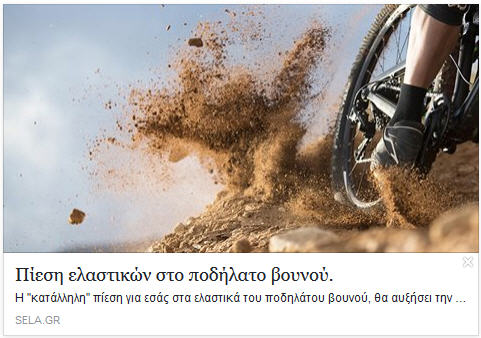 Πίεση ελαστικών στο ποδήλατο βουνού.
Η "κατάλληλη" πίεση για εσάς στα ελαστικά του ποδηλάτου βουνού, θα αυξήσει την ...
SELA.GR